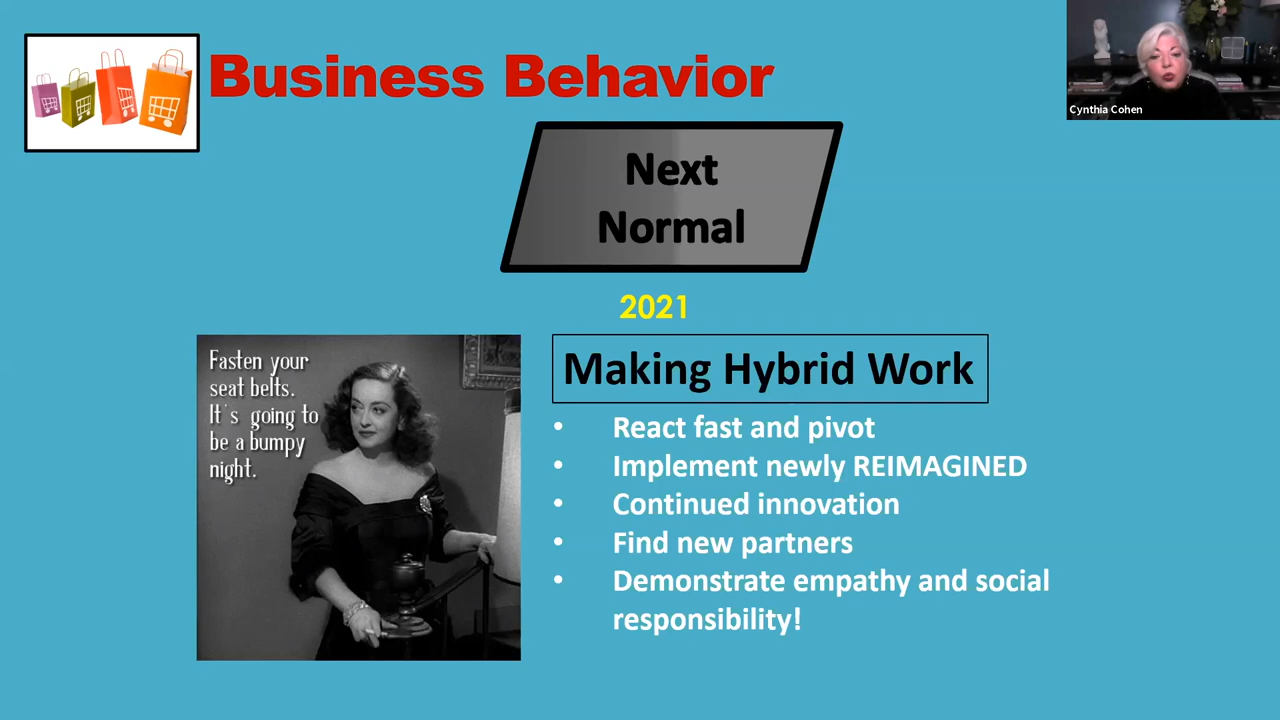 Business Behavior
Cynthia Cohen
Next
Normal
2021
Fasten your
seat belts.
It's going to
be a bumpy
night.
Making Hybrid Work
• React fast and pivot
• Implement newly REIMAGINED
• Continued innovation
• Find new partners
• Demonstrate empathy and social
responsibility!